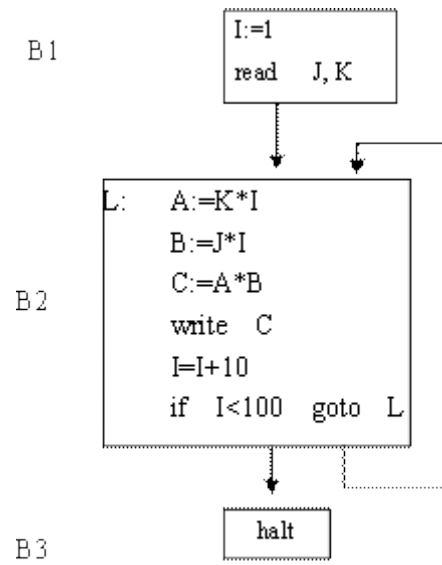 B1
I:=1
read J, K
L: A:=K*I
B:=J*I
C:=A*B
B2
write C
I=I+10
if I<100 goto L
halt
B3